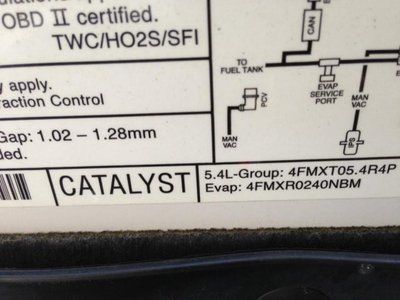 OBD II certified.
TWC/HO2S/SFI
y apply.
raction Control
Gap: 1.02 – 1.28mm
ded.
CAN
TO
FUEL TANK
EVAP
SERVICE
PORT
MAN
VAC
PCV
MAN
VAC
CATALYST
5.4L-Group: 4FMXT05.4R4P
Evap: 4FMXR0240NBM